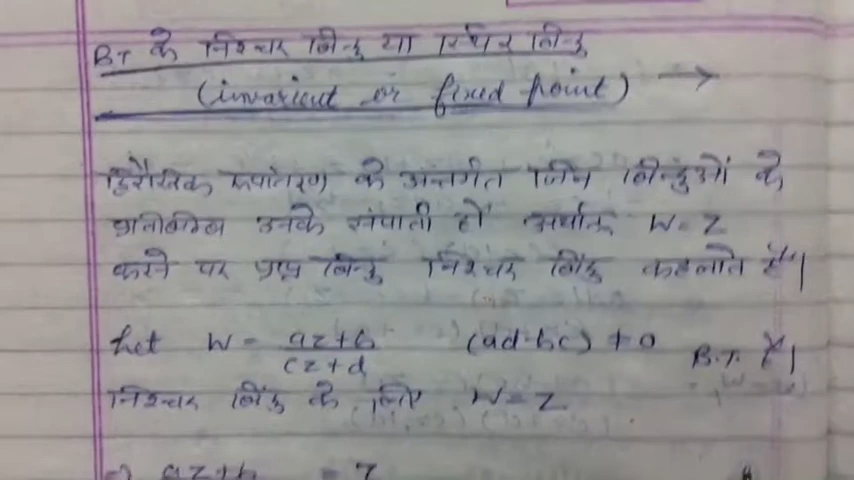 B.T के निश्चर बिन्दु या स्थिर बिन्दु
(invariant or fixed point) →
द्विरैखिक रूपांतरण के अन्तर्गत जिन बिन्दुओं के
प्रतिबिम्ब उनके संपाती हों अर्थात W=Z
करने पर प्राप्त बिन्दु निश्चर बिंदु कहलाते हैं।
Let W = az+b/cz+d (ad-bc) ≠ 0 B.T. है।
निश्चर बिंदु के लिए W=Z
⇒ az+b = Z